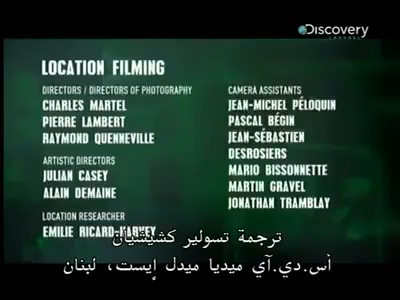 Discovery
CHANNEL
LOCATION FILMING
DIRECTORS / DIRECTORS OF PHOTOGRAPHY
CHARLES MARTEL
PIERRE LAMBERT
RAYMOND QUENNEVILLE
ARTISTIC DIRECTORS
JULIAN CASEY
ALAIN DEMAINE
LOCATION RESEARCHER
EMILIE RICARD-HARVEY
CAMERA ASSISTANTS
JEAN-MICHEL PÉLOQUIN
PASCAL BÉGIN
JEAN-SÉBASTIEN
DESROSIERS
MARIO BISSONNETTE
MARTIN GRAVEL
JONATHAN TRAMBLAY
ترجمة تسولير كشيشيان
أس.دي.آي ميديا ميدل إيست، لبنان